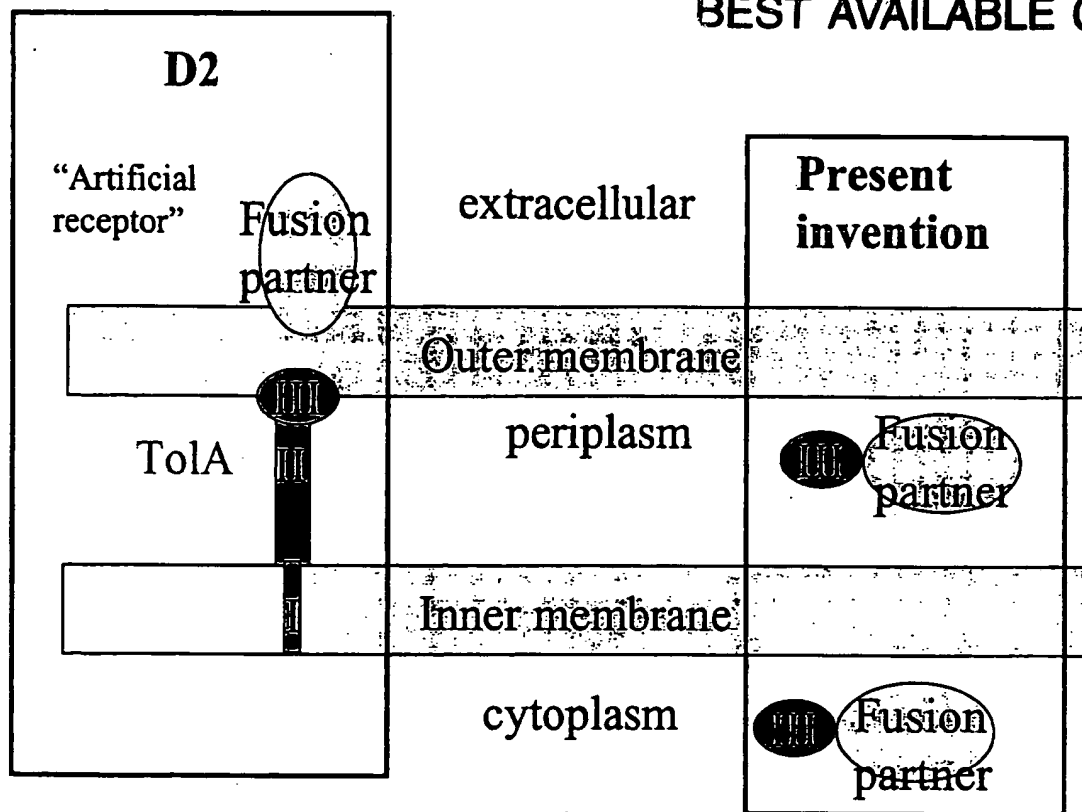 BEST AVAILABLE
D2
"Artificial
receptor"
Fusion
partner
extracellular
Present
invention
Outer membrane
TolA
III
II
periplasm
III
Fusion
partner
I
Inner membrane
cytoplasm
III
Fusion
partner